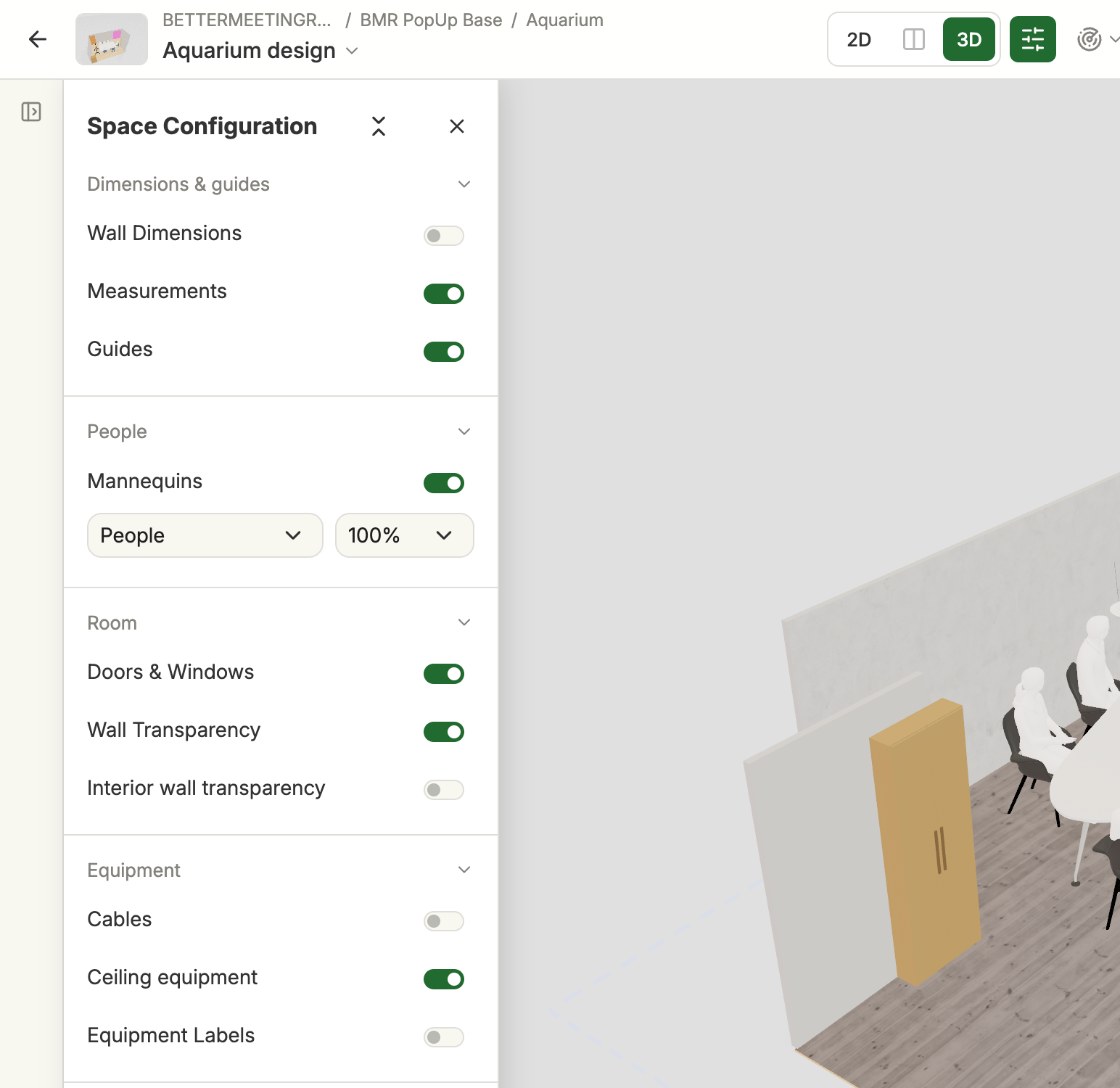 BETTERMEETINGR... / BMR PopUp Base / Aquarium
Aquarium design
2D
3D
Space Configuration
Dimensions & guides
Wall Dimensions
Measurements
Guides
People
Mannequins
People
100%
Room
Doors & Windows
Wall Transparency
Interior wall transparency
Equipment
Cables
Ceiling equipment
Equipment Labels